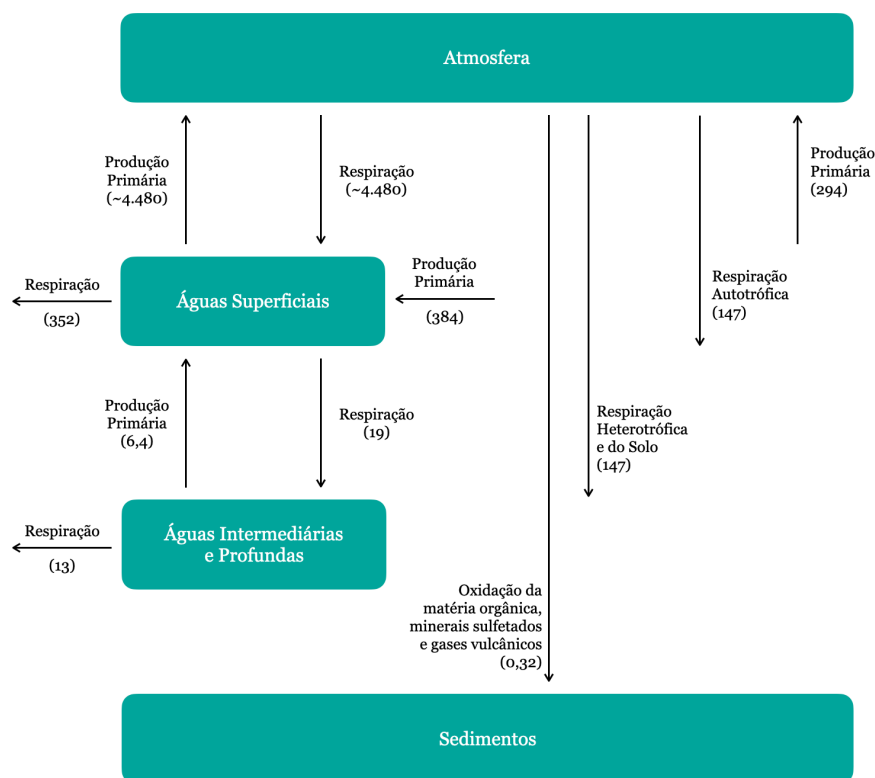 Atmosfera
Produção
Primária
(~4.480)
Respiração
(~4.480)
Produção
Primária
(294)
Respiração
(352)
Águas Superficiais
Produção
Primária
(384)
Respiração
Autotrófica
(147)
Produção
Primária
(6,4)
Respiração
(19)
Respiração
Heterotrófica
e do Solo
(147)
Respiração
(13)
Águas Intermediárias
e Profundas
Oxidação da
matéria orgânica,
minerais sulfetados
e gases vulcânicos
(0,32)
Sedimentos